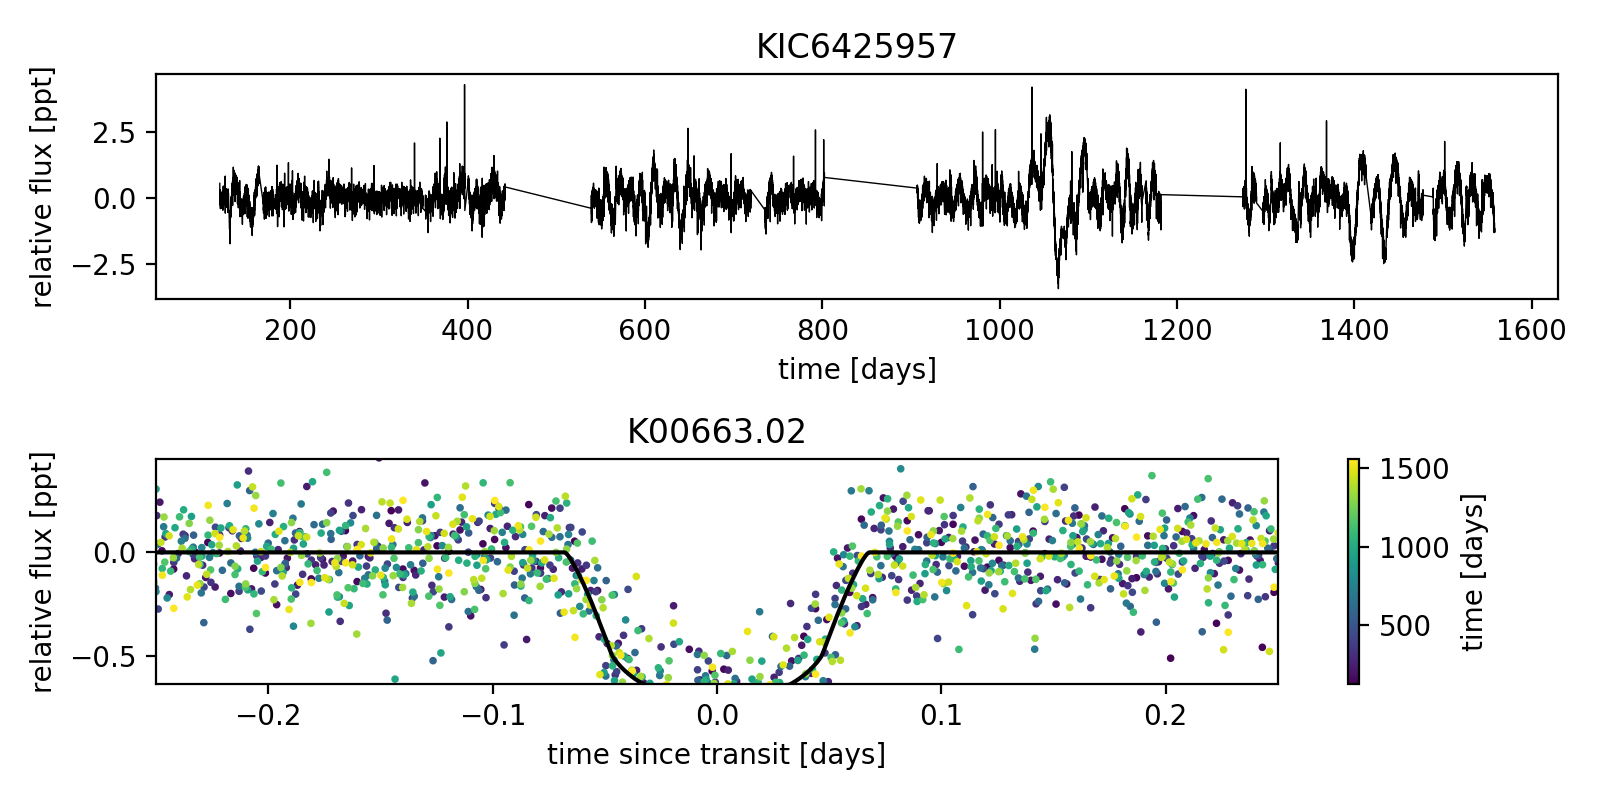 KIC6425957
relative flux [ppt]
2.5
0.0
−2.5
200 400 600 800 1000 1200 1400 1600
time [days]
K00663.02
relative flux [ppt]
0.0
−0.5
−0.2 −0.1 0.0 0.1 0.2
time since transit [days]
1500
1000
500
time [days]